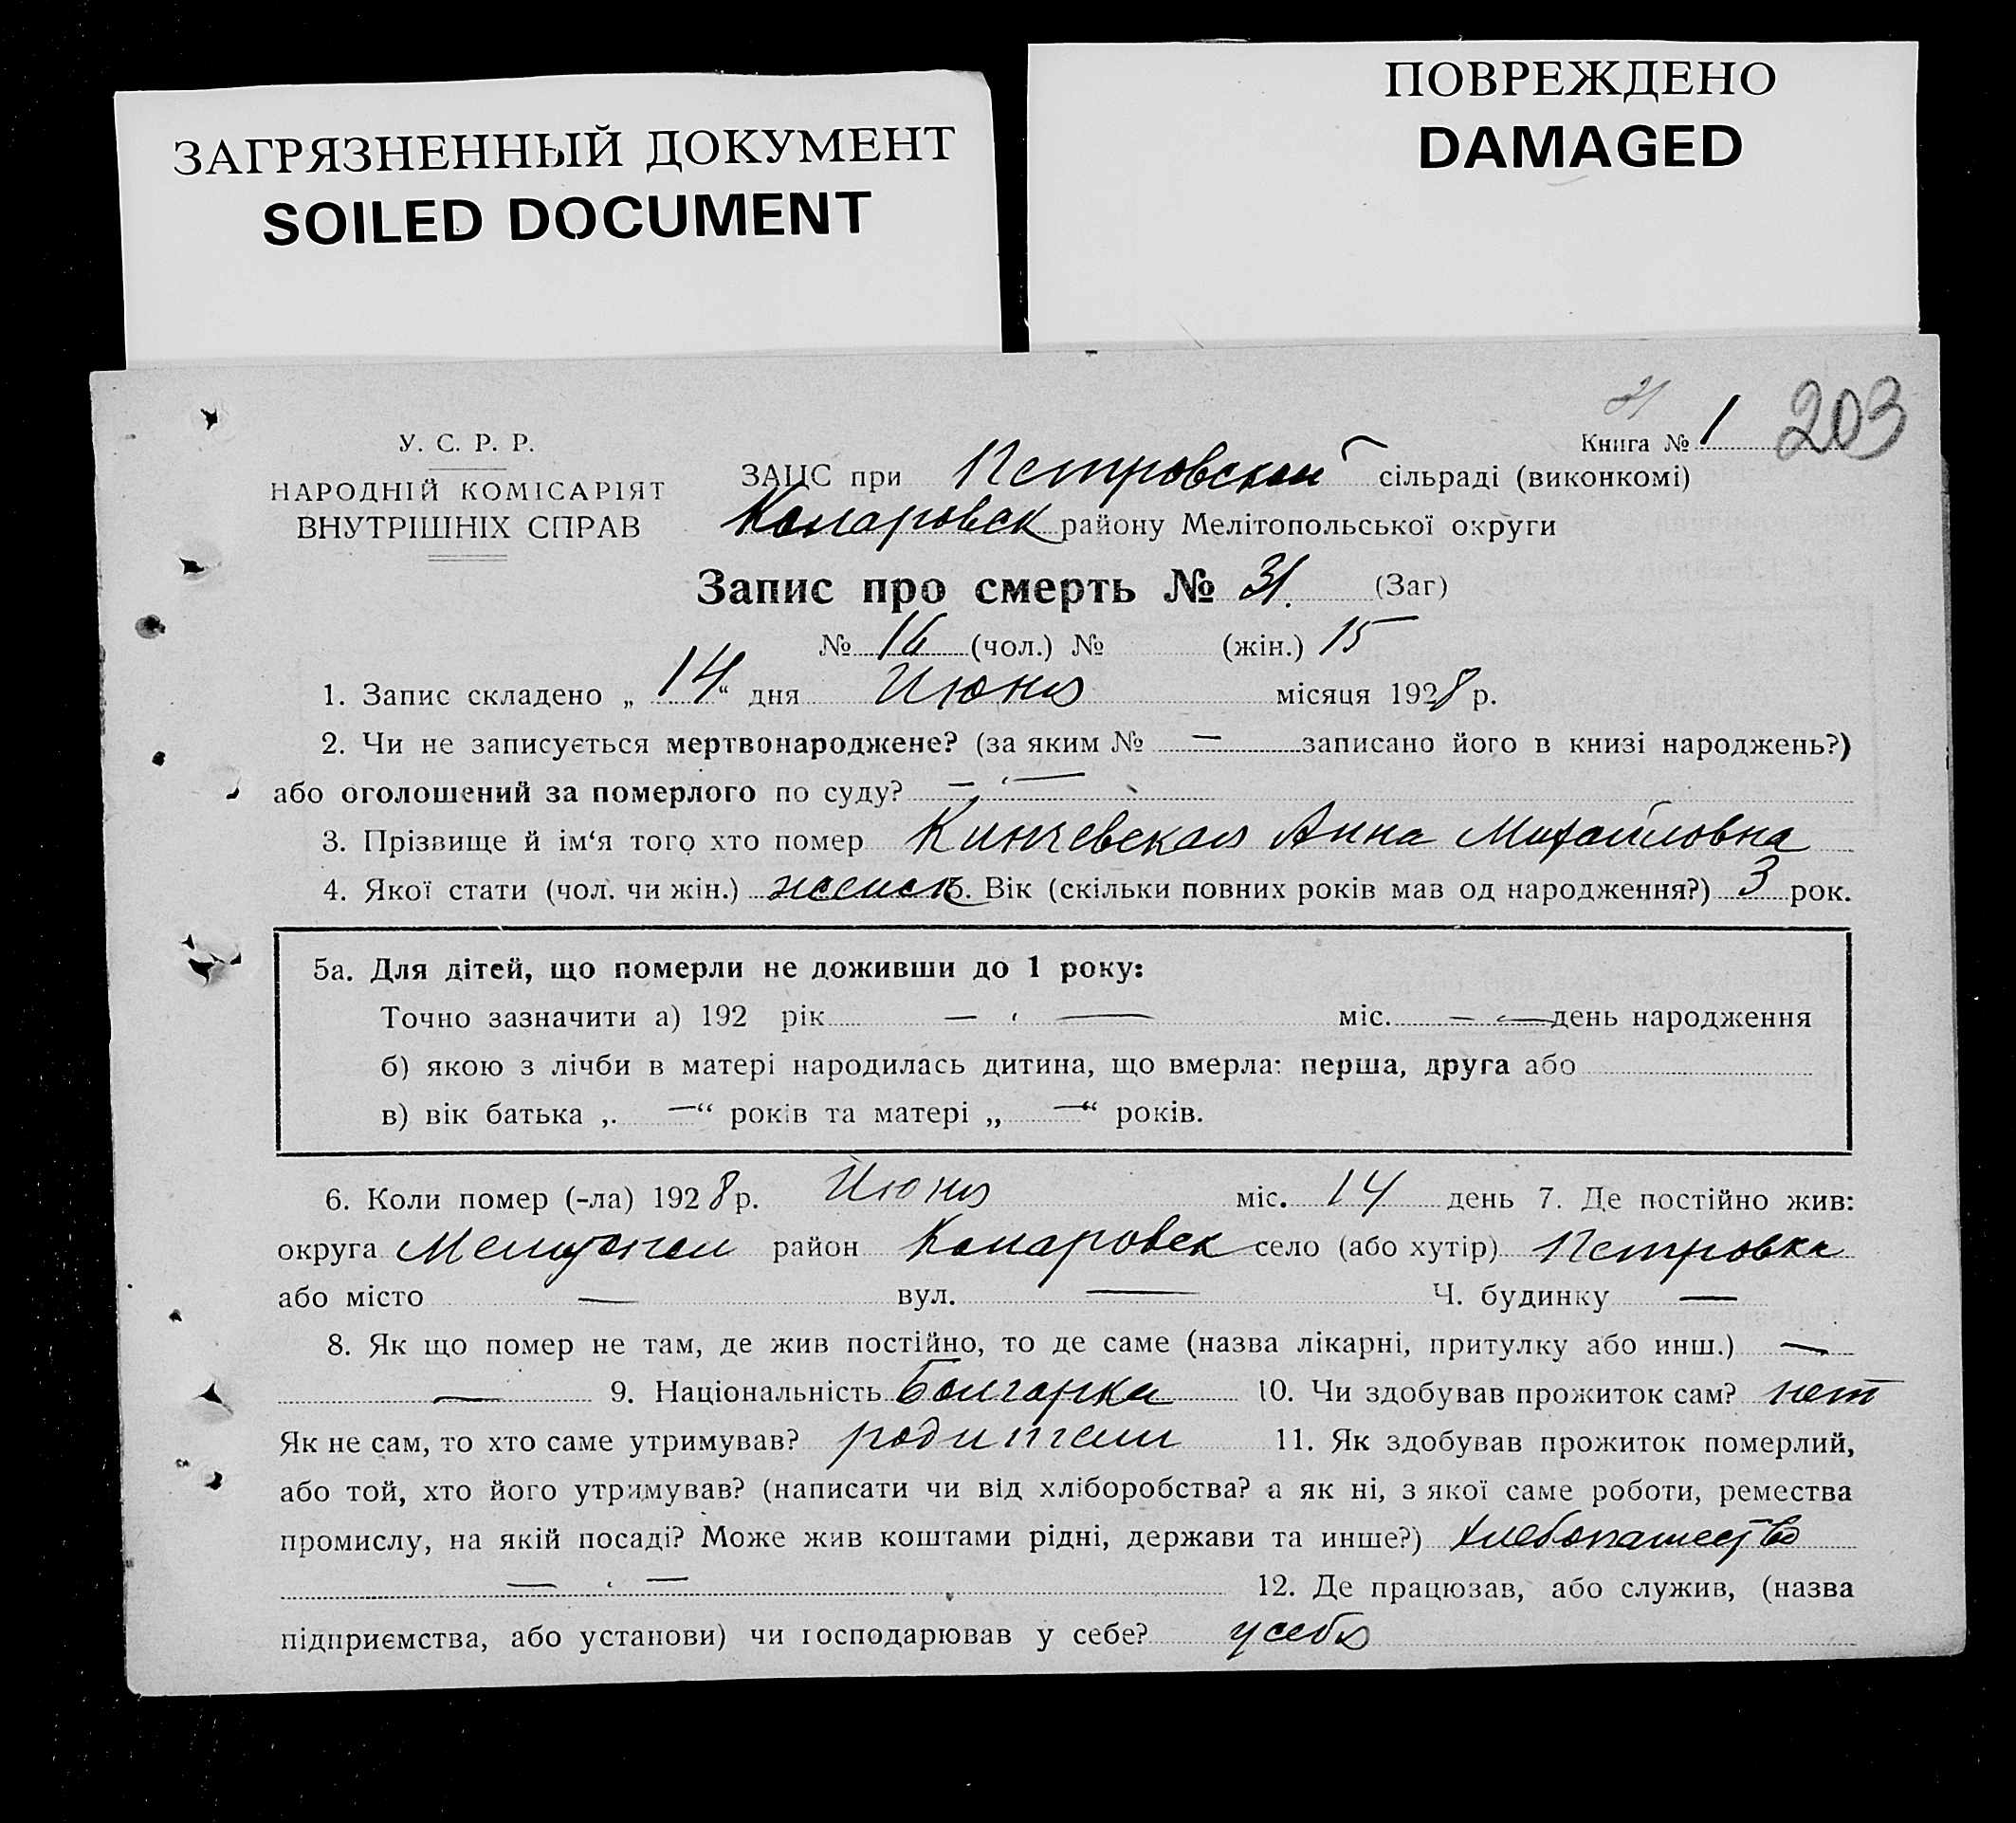 ЗАГРЯЗНЕННЫЙ ДОКУМЕНТ
SOILED DOCUMENT
ПОВРЕЖДЕНО
DAMAGED
203
Книга № 1
У. С. Р. Р.
НАРОДНІЙ КОМІСАРІЯТ
ВНУТРІШНІХ СПРАВ
ЗАЦС при Петровской сільраді (виконкомі)
району Мелітопольської округи
Запис про смерть № 31. (Заг)
№ 16 (чол.) № (жін.) 15
1. Запис складено „ 14 “ дня Июня місяця 1928 р.
2. Чи не записується мертвонароджене? (за яким № — записано його в книзі народжень?)
або оголошений за померлого по суду? — —
3. Прізвище й ім‘я того хто помер Кинчевская Анна Михайловна
4. Якої стати (чол. чи жін.) женск 5. Вік (скільки повних років мав од народження?) 3 рок.
5а. Для дітей, що померли не доживши до 1 року:
Точно зазначити а) 192 рік — — міс. — — день народження
б) якою з лічби в матері народилась дитина, що вмерла: перша, друга або
в) вік батька „ —“ років та матері „ —“ років.
6. Коли помер (-ла) 1928 р. Июня міс. 14 день 7. Де постійно жив:
округа Мелитопол район село (або хутір) Петровка
або місто — вул. — Ч. будинку —
8. Як що помер не там, де жив постійно, то де саме (назва лікарні, притулку або инш.) —
— 9. Національність Болгарка 10. Чи здобував прожиток сам? нет
Як не сам, то хто саме утримував? родители 11. Як здобував прожиток померлий,
або той, хто його утримував? (написати чи від хліборобства? а як ні, з якої саме роботи, ремества
промислу, на якій посаді? Може жив коштами рідні, держави та инше?) хлебопашество
— — 12. Де працював, або служив, (назва
підприємства, або установи) чи господарював у себе? у себя